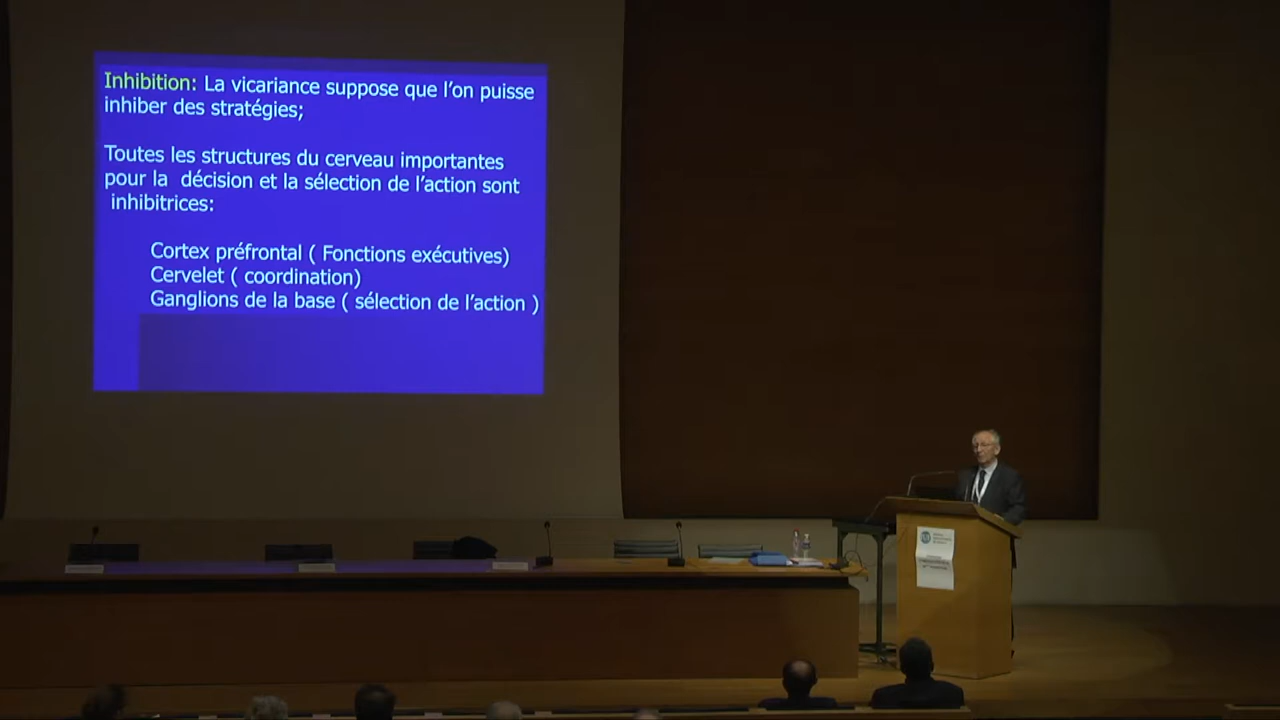 Inhibition: La vicariance suppose que l'on puisse
inhiber des stratégies;
Toutes les structures du cerveau importantes
pour la décision et la sélection de l'action sont
inhibitrices:
Cortex préfrontal ( Fonctions exécutives)
Cervelet ( coordination)
Ganglions de la base ( sélection de l'action )